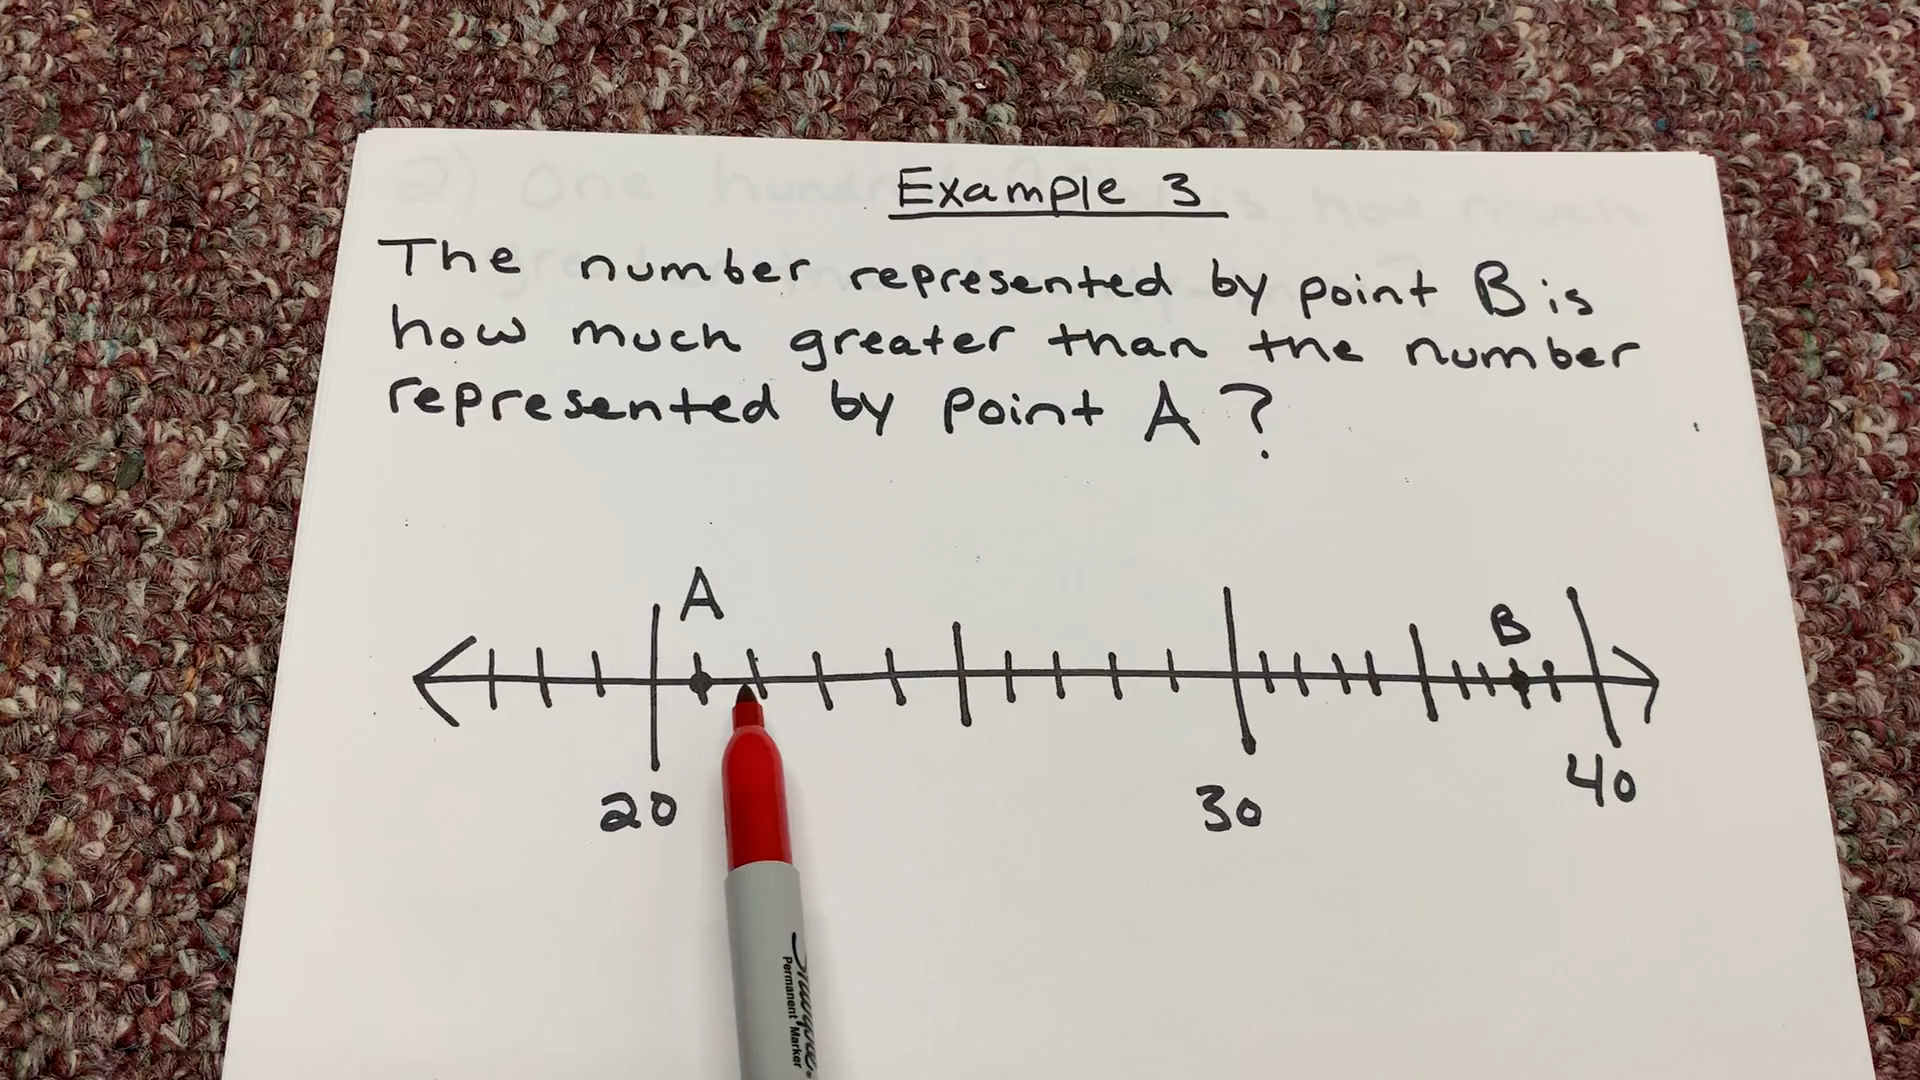 Example 3
The number represented by point B is
how much greater than the number
represented by point A?
A
B
20
30
40
Sharpie
Permanent Marker